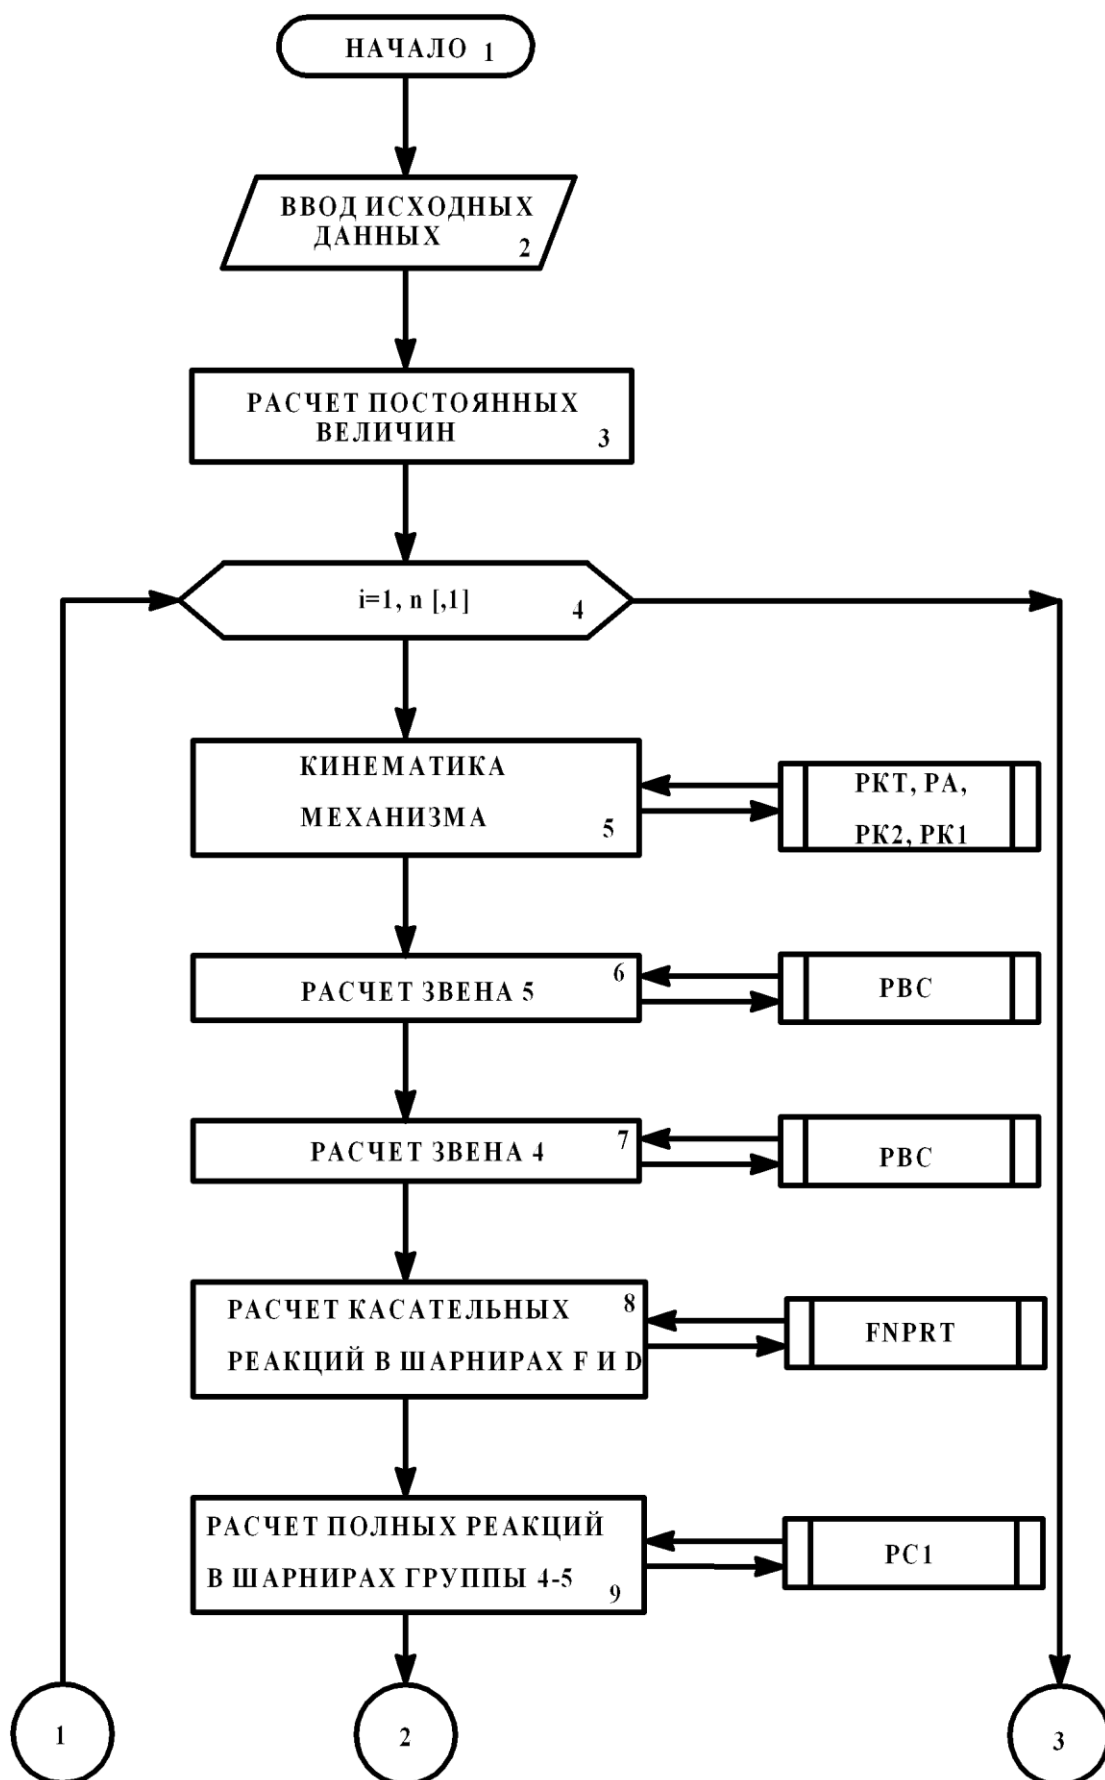 НАЧАЛО 1
ВВОД ИСХОДНЫХ
ДАННЫХ 2
РАСЧЕТ ПОСТОЯННЫХ
ВЕЛИЧИН 3
i=1, n [,1] 4
КИНЕМАТИКА
МЕХАНИЗМА 5
РКТ, РА,
РК2, РК1
6
РАСЧЕТ ЗВЕНА 5
РВС
7
РАСЧЕТ ЗВЕНА 4
РВС
РАСЧЕТ КАСАТЕЛЬНЫХ 8
РЕАКЦИЙ В ШАРНИРАХ F И D
FNPRT
РАСЧЕТ ПОЛНЫХ РЕАКЦИЙ
В ШАРНИРАХ ГРУППЫ 4-5 9
РС1
1
2
3